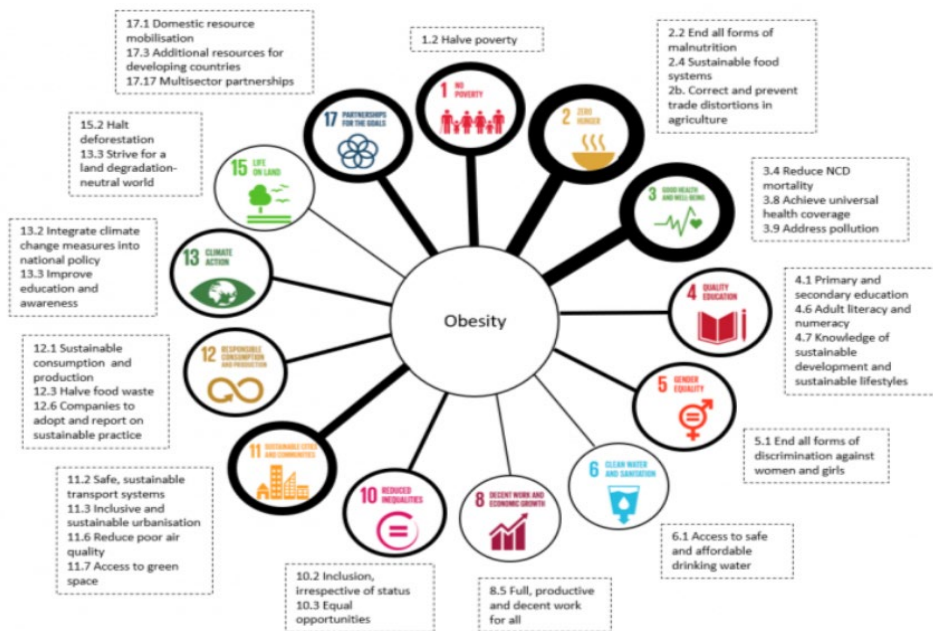 17.1 Domestic resource
mobilisation
17.3 Additional resources for
developing countries
17.17 Multisector partnerships
1.2 Halve poverty
2.2 End all forms of
malnutrition
2.4 Sustainable food
systems
2b. Correct and prevent
trade distortions in
agriculture
17 PARTNERSHIPS
FOR THE GOALS
1 NO
POVERTY
2 ZERO
HUNGER
15.2 Halt
deforestation
13.3 Strive for a
land degradation-
neutral world
15 LIFE
ON LAND
3 GOOD HEALTH
AND WELL-BEING
3.4 Reduce NCD
mortality
3.8 Achieve universal
health coverage
3.9 Address pollution
13.2 Integrate climate
change measures into
national policy
13.3 Improve
education and
awareness
13 CLIMATE
ACTION
Obesity
4 QUALITY
EDUCATION
4.1 Primary and
secondary education
4.6 Adult literacy and
numeracy
4.7 Knowledge of
sustainable
development and
sustainable lifestyles
12.1 Sustainable
consumption and
production
12.3 Halve food waste
12.6 Companies to
adopt and report on
sustainable practice
12 RESPONSIBLE
CONSUMPTION
AND PRODUCTION
5 GENDER
EQUALITY
5.1 End all forms of
discrimination against
women and girls
11.2 Safe, sustainable
transport systems
11.3 Inclusive and
sustainable urbanisation
11.6 Reduce poor air
quality
11.7 Access to green
space
11 SUSTAINABLE CITIES
AND COMMUNITIES
10 REDUCED
INEQUALITIES
8 DECENT WORK AND
ECONOMIC GROWTH
6 CLEAN WATER
AND SANITATION
6.1 Access to safe
and affordable
drinking water
10.2 Inclusion,
irrespective of status
10.3 Equal
opportunities
8.5 Full, productive
and decent work
for all